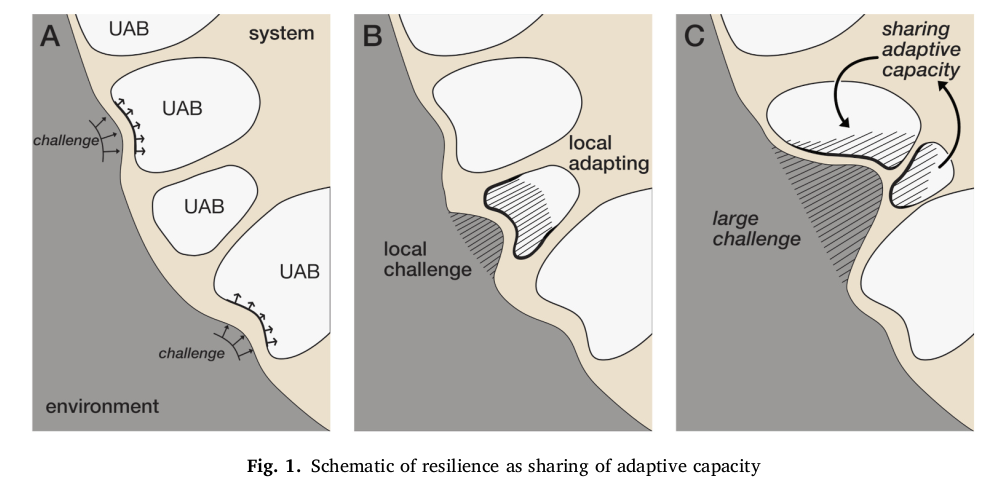 A
UAB
system
UAB
challenge
UAB
UAB
challenge
environment
B
local
adapting
local
challenge
C
sharing
adaptive
capacity
large
challenge
Fig. 1. Schematic of resilience as sharing of adaptive capacity